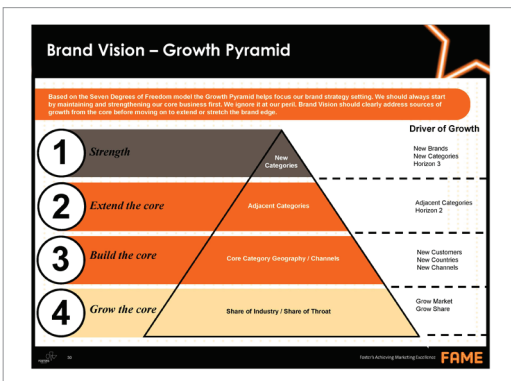 Brand Vision – Growth Pyramid
Based on the Seven Degrees of Freedom model the Growth Pyramid helps focus our brand strategy setting. We should always start
by maintaining and strengthening our core business first. We ignore it at our peril. Brand Vision should clearly address sources of
growth from the core before moving on to extend or stretch the brand edge.
Driver of Growth
1
Strength
New
Categories
New Brands
New Categories
Horizon 3
2
Extend the core
Adjacent Categories
Adjacent Categories
Horizon 2
3
Build the core
Core Category Geography / Channels
New Customers
New Countries
New Channels
4
Grow the core
Share of Industry / Share of Throat
Grow Market
Grow Share
Foster's Achieving Marketing Excellence
FAME